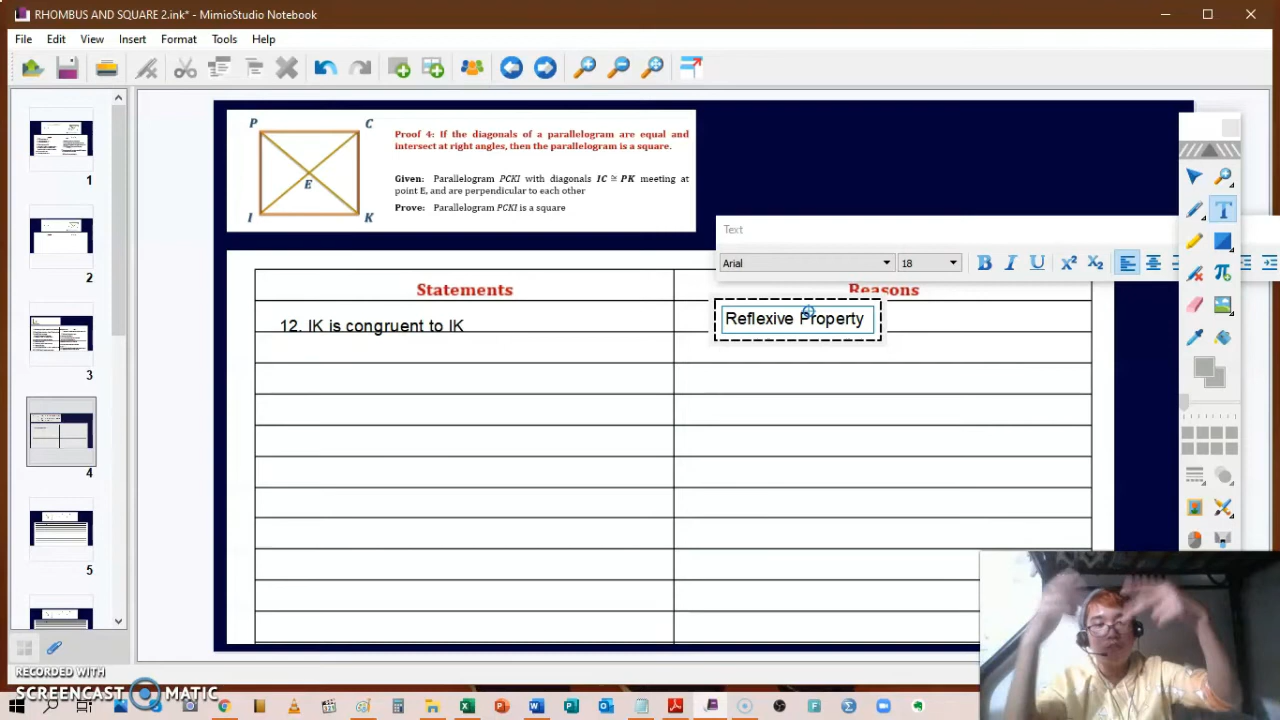 RHOMBUS AND SQUARE 2.ink* - MimioStudio Notebook
File Edit View Insert Format Tools Help
P C
E
I K
Proof 4: If the diagonals of a parallelogram are equal and
intersect at right angles, then the parallelogram is a square.
Given: Parallelogram PCKI with diagonals IC ≅ PK meeting at
point E, and are perpendicular to each other
Prove: Parallelogram PCKI is a square
Text
Arial 18 B I U X² X₂
Statements Reasons
12. IK is congruent to IK Reflexive Property
1
2
3
4
5
RECORDED WITH
SCREENCAST MATIC